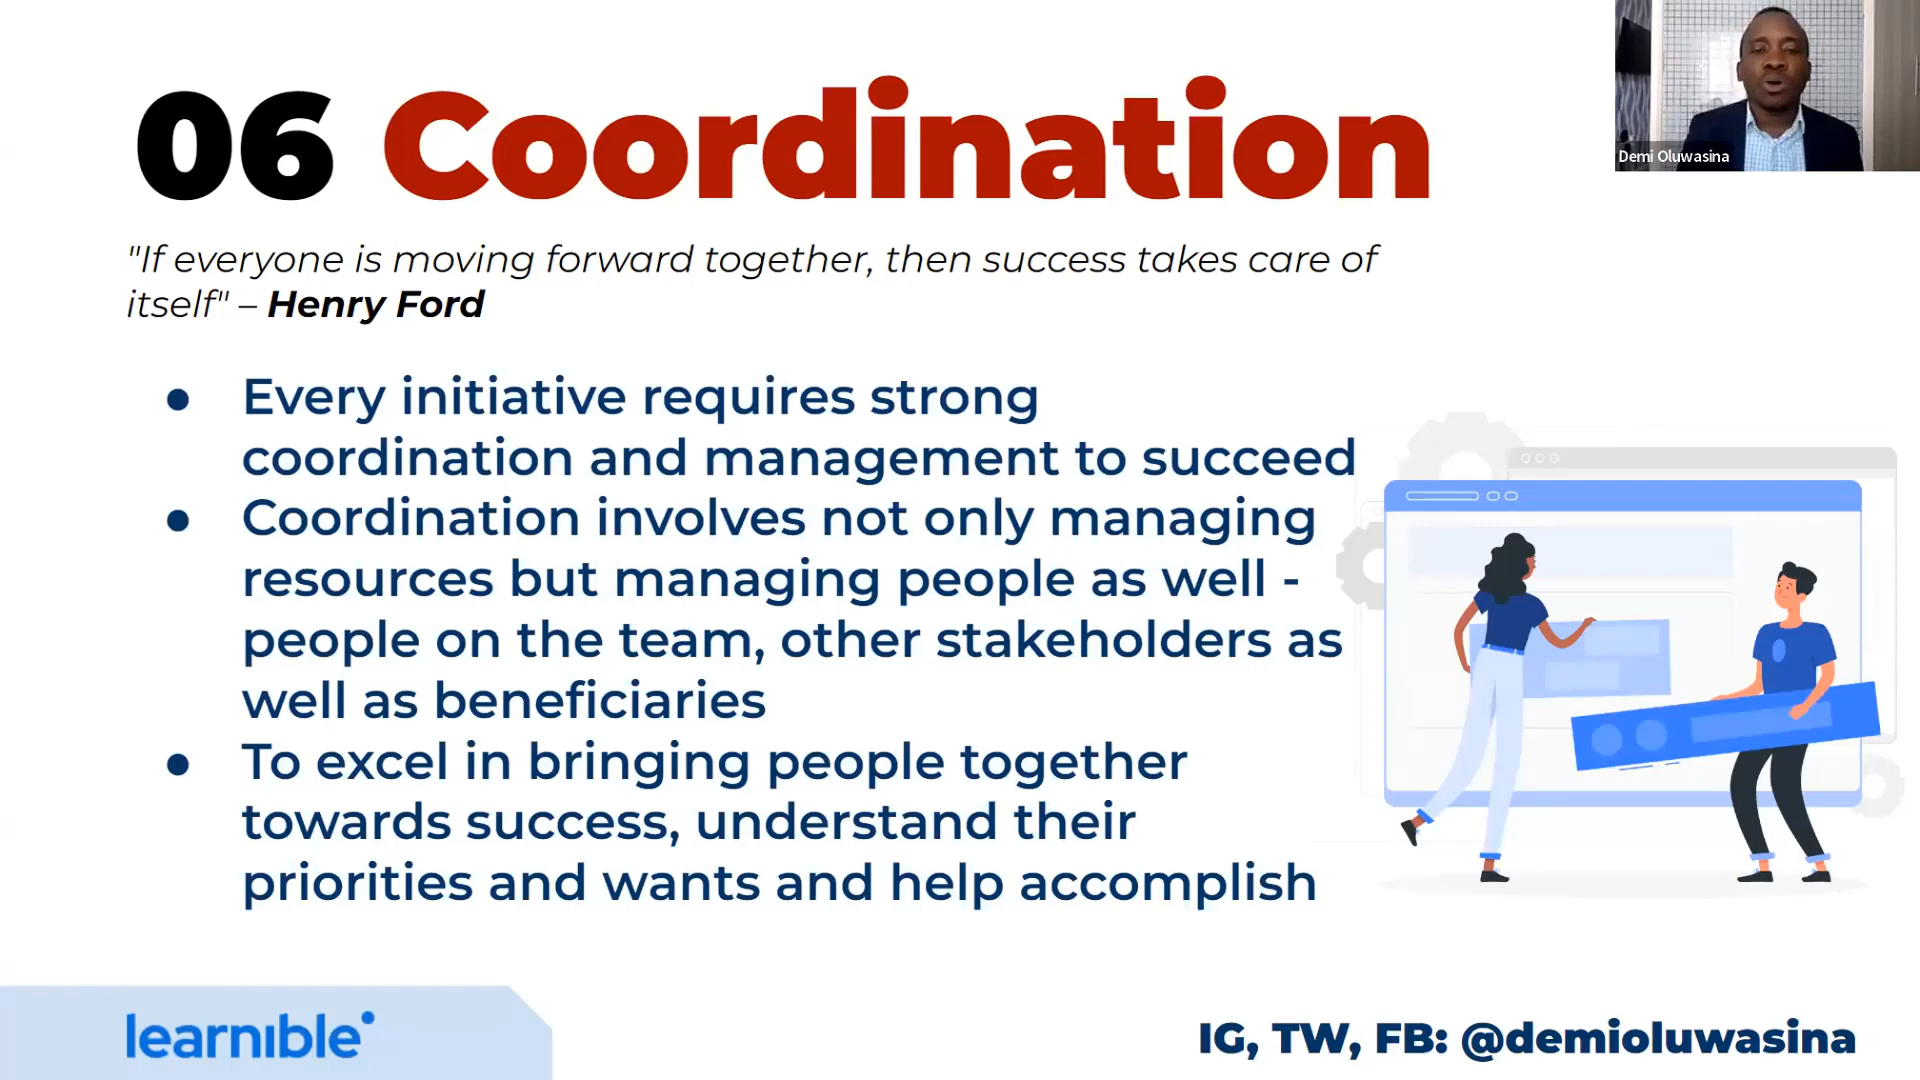 06 Coordination
Demi Oluwasina
"If everyone is moving forward together, then success takes care of
itself" – Henry Ford
● Every initiative requires strong
coordination and management to succeed
● Coordination involves not only managing
resources but managing people as well -
people on the team, other stakeholders as
well as beneficiaries
● To excel in bringing people together
towards success, understand their
priorities and wants and help accomplish
learnible
IG, TW, FB: @demioluwasina